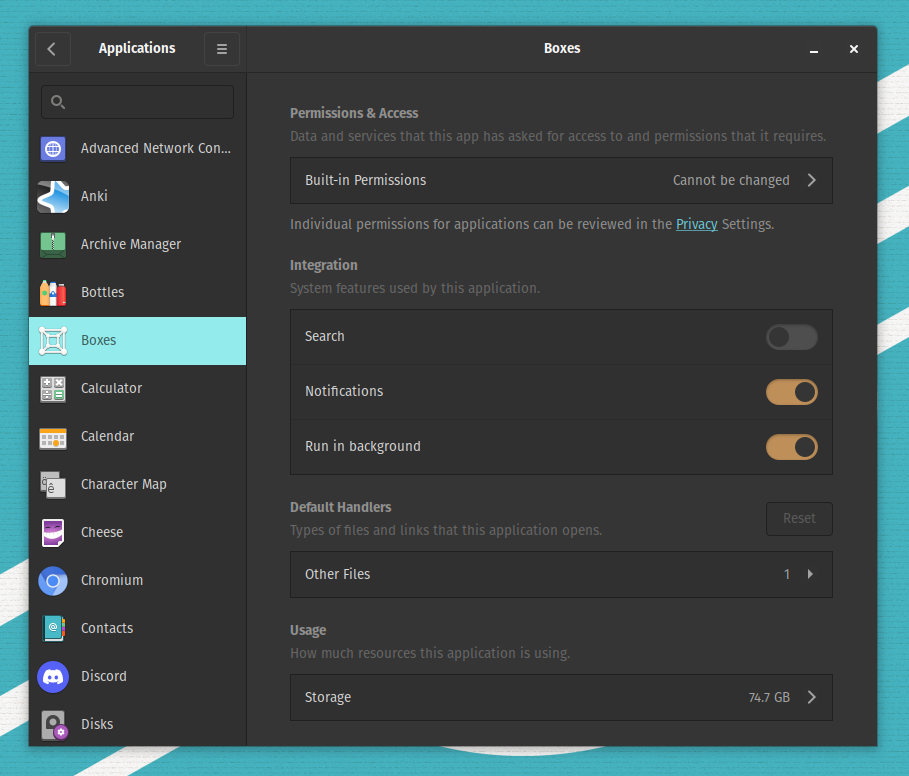 Applications
Boxes
Advanced Network Con...
Anki
Archive Manager
Bottles
Boxes
Calculator
Calendar
Character Map
Cheese
Chromium
Contacts
Discord
Disks
Permissions & Access
Data and services that this app has asked for access to and permissions that it requires.
Built-in Permissions Cannot be changed
Individual permissions for applications can be reviewed in the Privacy Settings.
Integration
System features used by this application.
Search
Notifications
Run in background
Default Handlers
Types of files and links that this application opens.
Reset
Other Files 1
Usage
How much resources this application is using.
Storage 74.7 GB